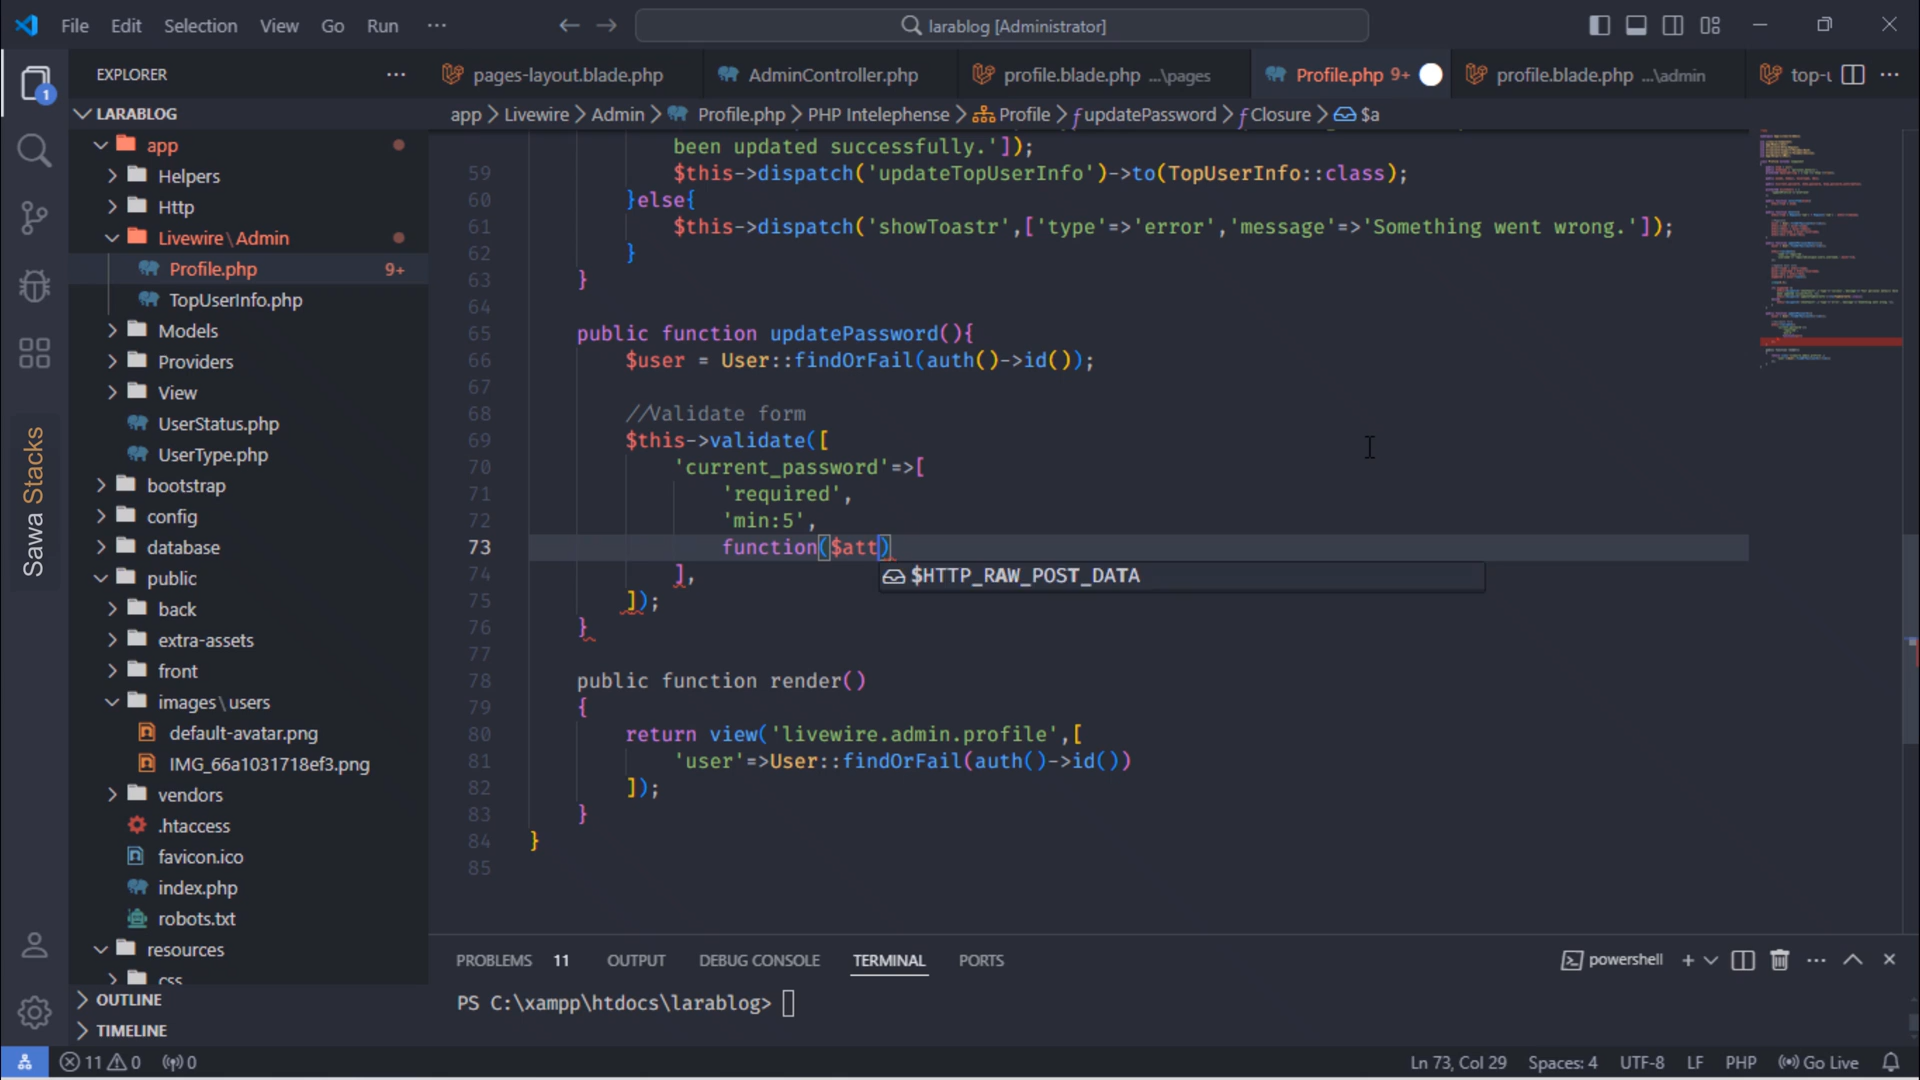 File Edit Selection View Go Run ···
larablog [Administrator]
EXPLORER ···
pages-layout.blade.php
AdminController.php
profile.blade.php ...\pages
Profile.php 9+
profile.blade.php ...\admin
top-u
LARABLOG
app > Livewire > Admin > Profile.php > PHP Intelephense > Profile > updatePassword > Closure > $a
app
Helpers
Http
Livewire\Admin
Profile.php 9+
TopUserInfo.php
Models
Providers
View
UserStatus.php
UserType.php
bootstrap
config
database
public
back
extra-assets
front
images\users
default-avatar.png
IMG_66a1031718ef3.png
vendors
.htaccess
favicon.ico
index.php
robots.txt
resources
css
OUTLINE
TIMELINE
Sawa Stacks
1
been updated successfully.']);
59 $this->dispatch('updateTopUserInfo')->to(TopUserInfo::class);
60 }else{
61 $this->dispatch('showToastr',['type'=>'error','message'=>'Something went wrong.']);
62 }
63 }
64
65 public function updatePassword(){
66 $user = User::findOrFail(auth()->id());
67
68 //Validate form
69 $this->validate([
70 'current_password'=>[
71 'required',
72 'min:5',
73 function($att)
$HTTP_RAW_POST_DATA
74 ],
75 ]);
76 }
77
78 public function render()
79 {
80 return view('livewire.admin.profile',[
81 'user'=>User::findOrFail(auth()->id())
82 ]);
83 }
84 }
85
PROBLEMS 11 OUTPUT DEBUG CONSOLE TERMINAL PORTS
powershell
PS C:\xampp\htdocs\larablog>
11 0 0
Ln 73, Col 29 Spaces: 4 UTF-8 LF PHP Go Live